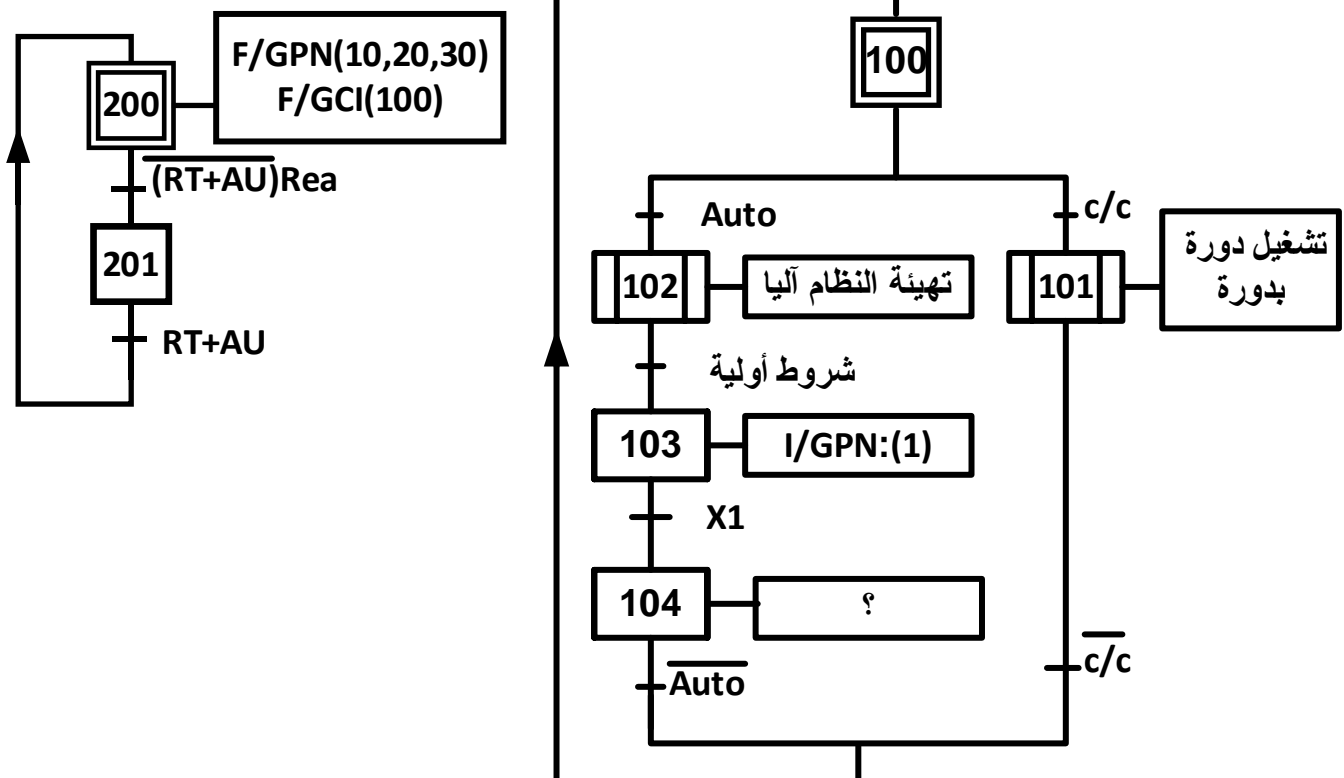 F/GPN(10,20,30)
F/GCI(100)
200
(RT+AU)Rea
201
RT+AU
100
Auto
c/c
102
تهيئة النظام آليا
101
تشغيل دورة
بدورة
شروط أولية
103
I/GPN:(1)
X1
104
؟
Auto
c/c